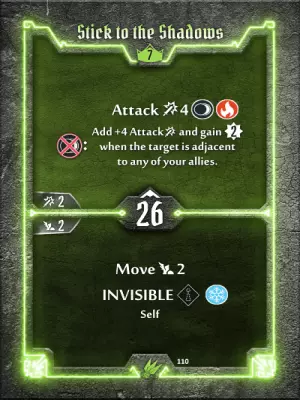 Stick to the Shadows
7
Attack 4
Add +4 Attack and gain 2
: when the target is adjacent
to any of your allies.
2
26
2
Move 2
INVISIBLE
Self
110